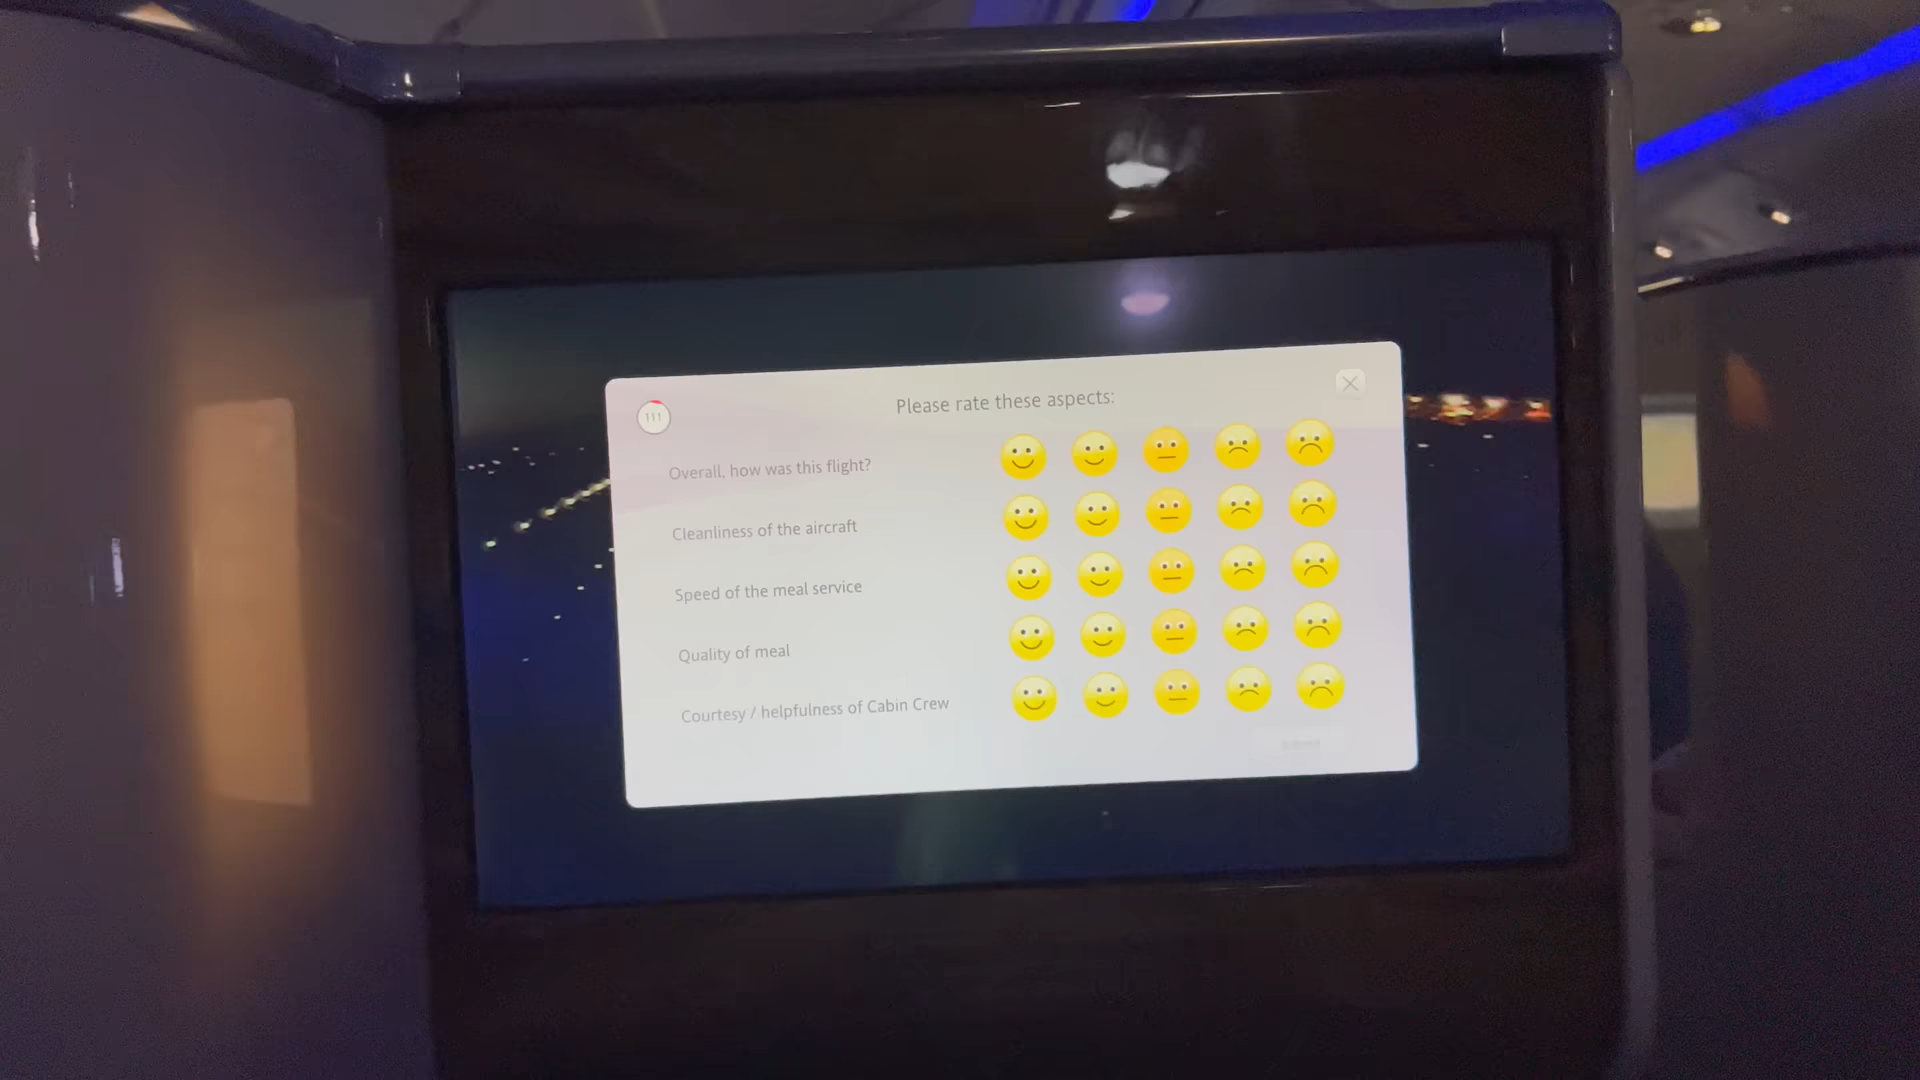 111
Please rate these aspects:
Overall, how was this flight?
Cleanliness of the aircraft
Speed of the meal service
Quality of meal
Courtesy / helpfulness of Cabin Crew